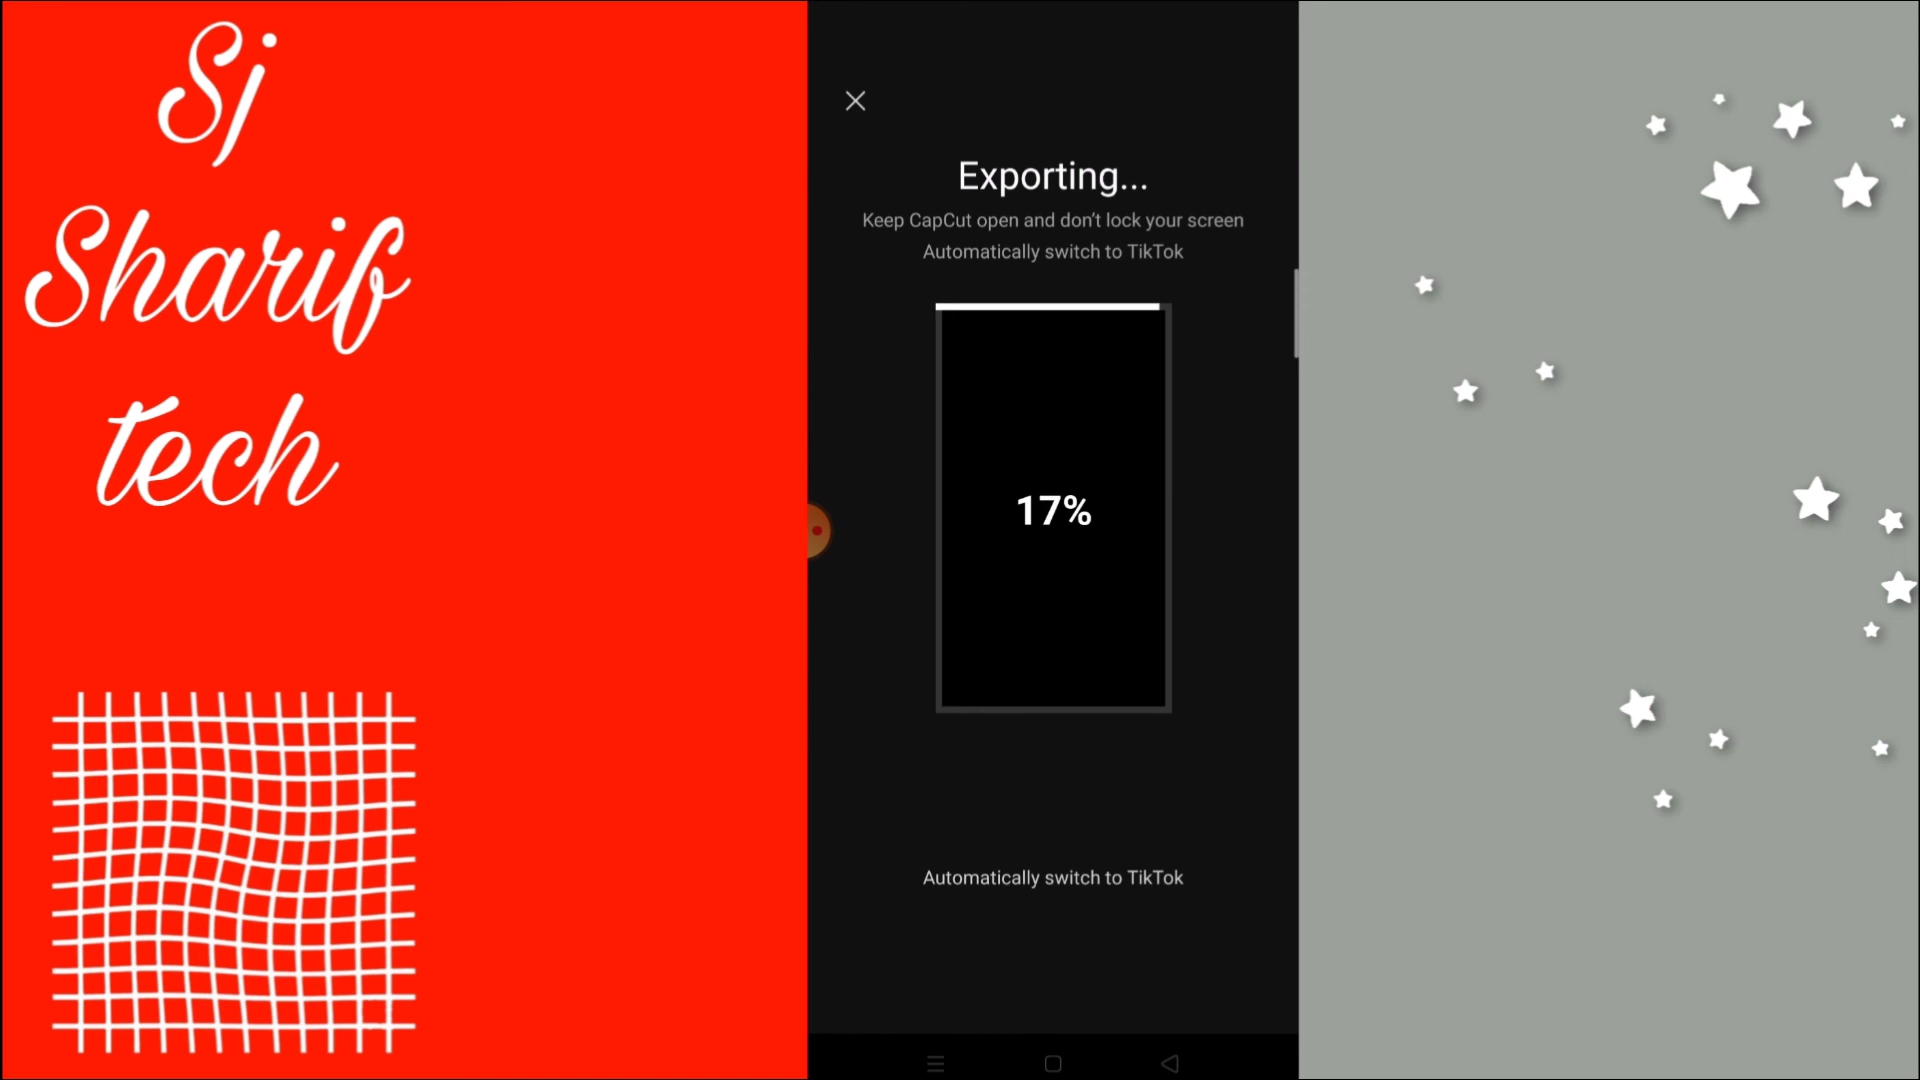 Sj
Sharif
tech
Exporting...
Keep CapCut open and don't lock your screen
Automatically switch to TikTok
17%
Automatically switch to TikTok